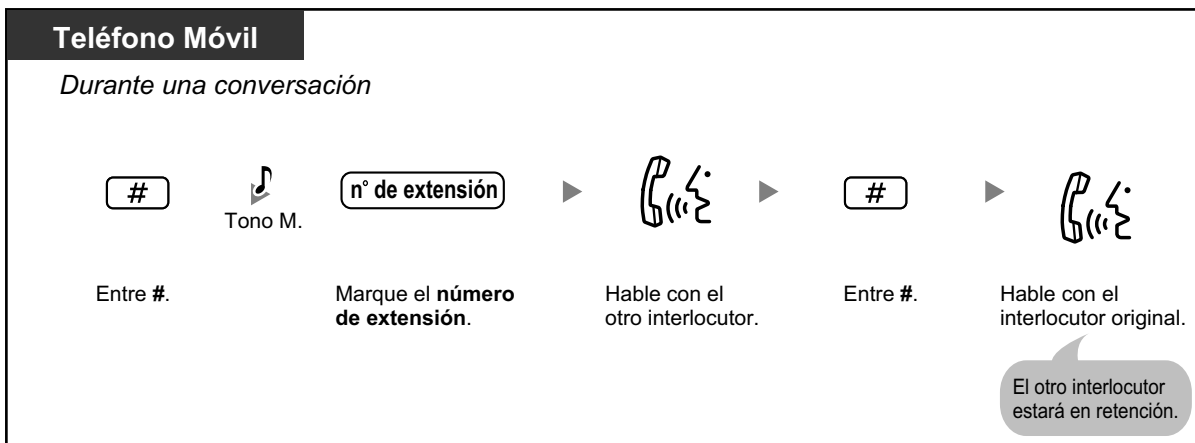 Teléfono Móvil
Durante una conversación
#
Tono M.
n° de extensión
#
Entre #.
Marque el número
de extensión.
Hable con el
otro interlocutor.
Entre #.
Hable con el
interlocutor original.
El otro interlocutor
estará en retención.